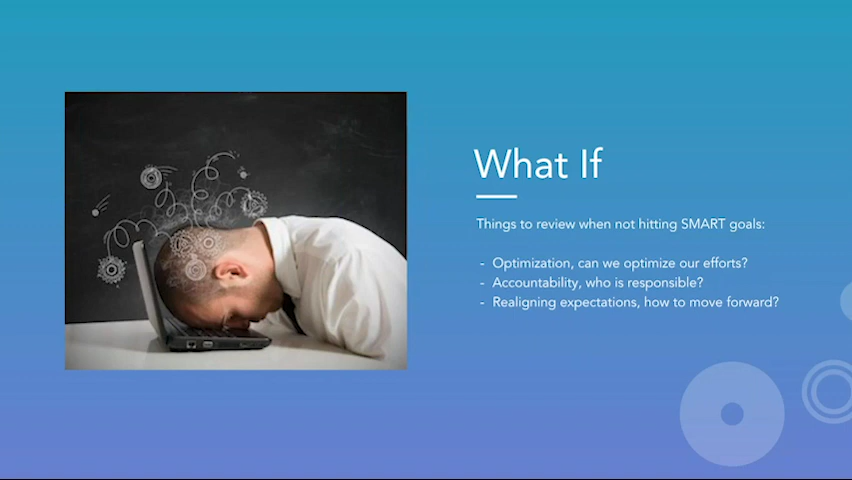 What If
Things to review when not hitting SMART goals:
- Optimization, can we optimize our efforts?
- Accountability, who is responsible?
- Realigning expectations, how to move forward?